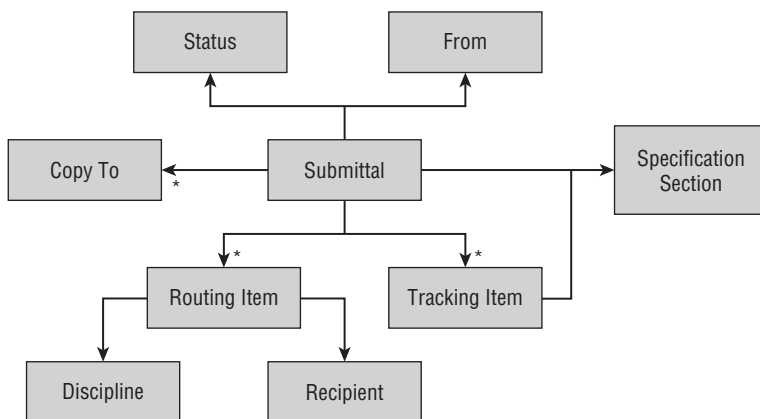 Status
From
Copy To
*
Submittal
Specification
Section
*
*
Routing Item
Tracking Item
Discipline
Recipient